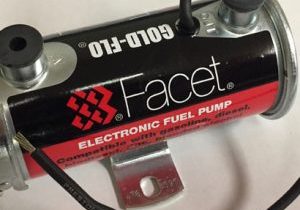 GOLD-FLO®
Facet®
ELECTRONIC FUEL PUMP
Compatible with gasoline, diesel,